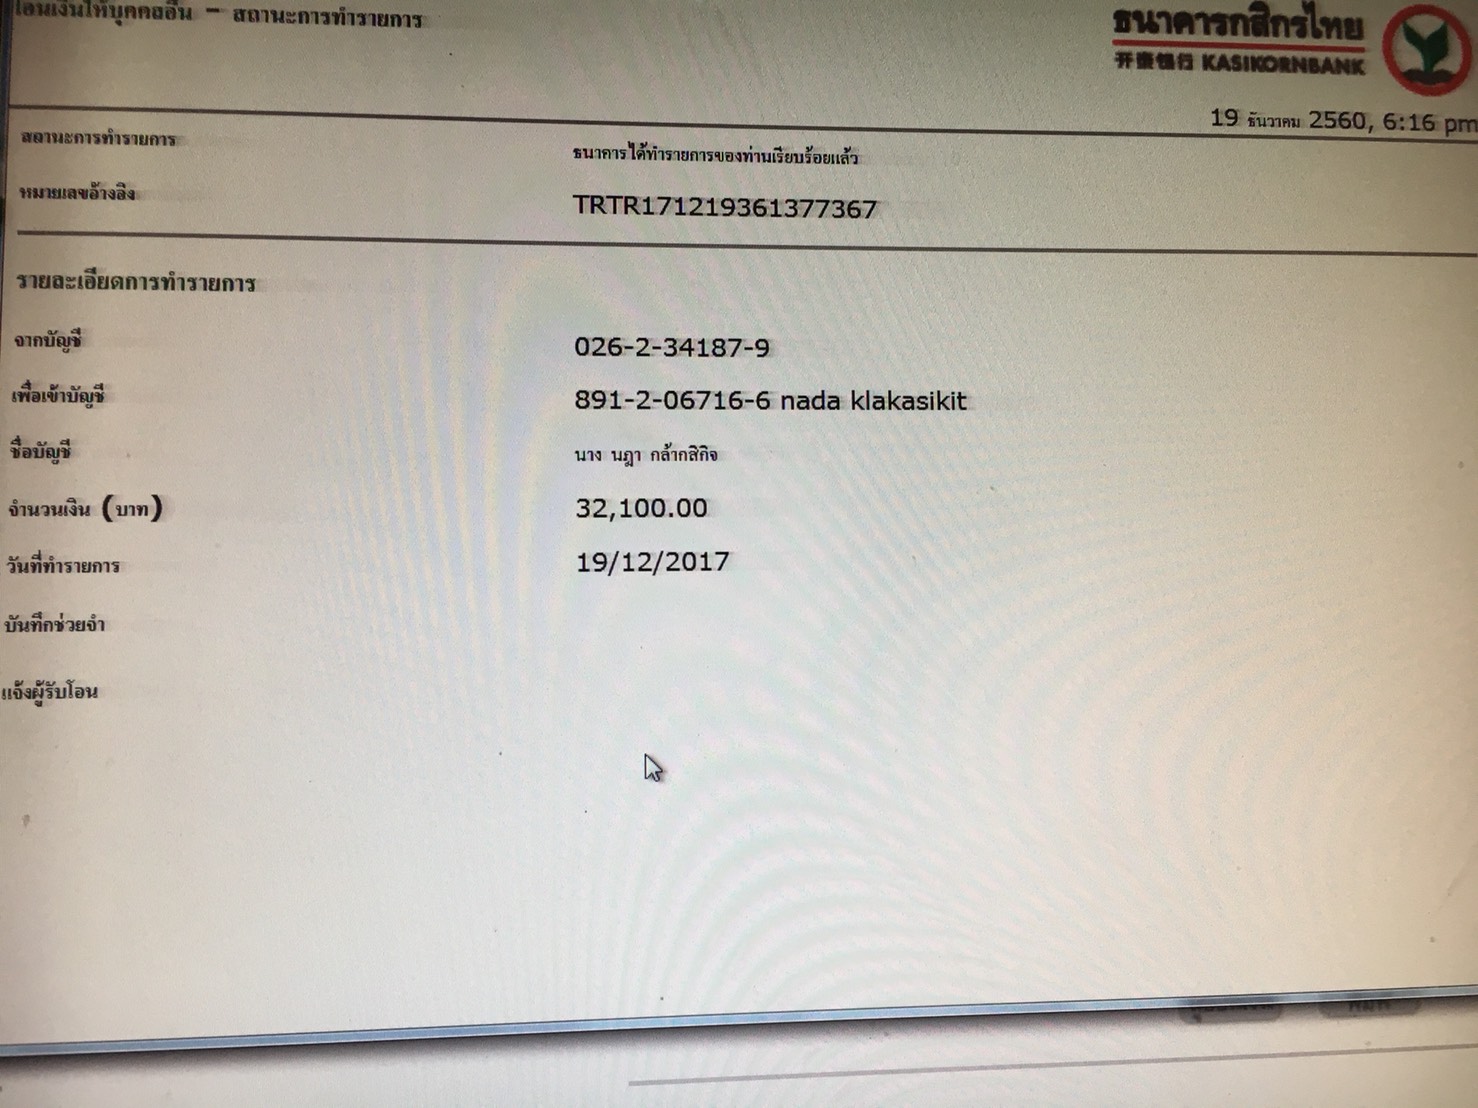 โอนเงินให้บุคคลอื่น - สถานะการทำรายการ
ธนาคารกสิกรไทย
开泰银行 KASIKORNBANK
19 ธันวาคม 2560, 6:16 pm
สถานะการทำรายการ
ธนาคารได้ทำรายการของท่านเรียบร้อยแล้ว
หมายเลขอ้างอิง
TRTR171219361377367
รายละเอียดการทำรายการ
จากบัญชี
026-2-34187-9
เพื่อเข้าบัญชี
891-2-06716-6 nada klakasikit
ชื่อบัญชี
นาง นฎา กล้ากสิกิจ
จำนวนเงิน (บาท)
32,100.00
วันที่ทำรายการ
19/12/2017
บันทึกช่วยจำ
แจ้งผู้รับโอน